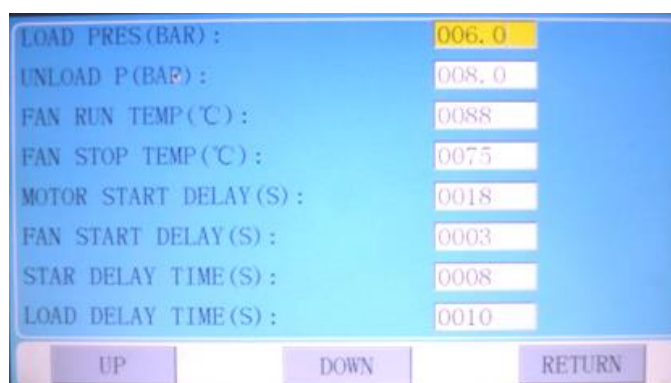 LOAD PRES(BAR): 006.0
UNLOAD P(BAR): 008.0
FAN RUN TEMP(℃): 0088
FAN STOP TEMP(℃): 0075
MOTOR START DELAY(S): 0018
FAN START DELAY(S): 0003
STAR DELAY TIME(S): 0008
LOAD DELAY TIME(S): 0010
UP DOWN RETURN